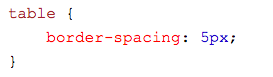 table {
    border-spacing: 5px;
}